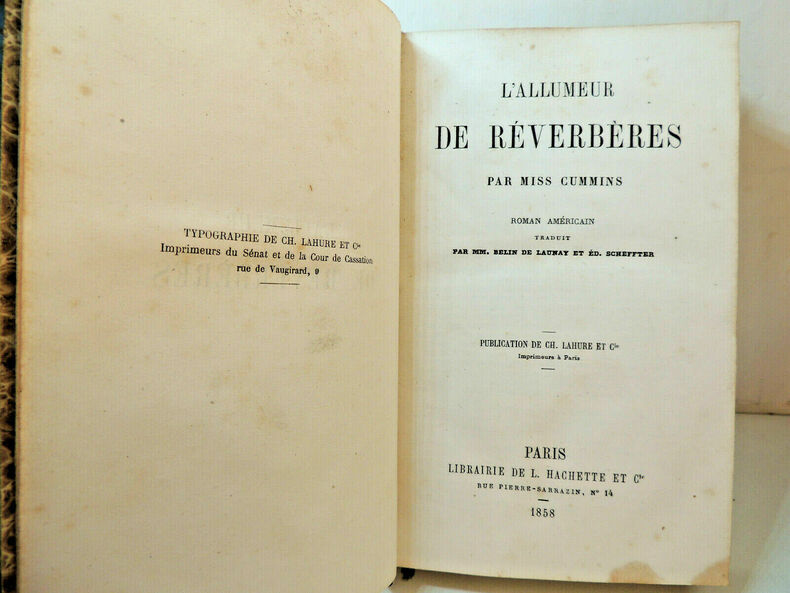 TYPOGRAPHIE DE CH. LAHURE ET Cie
Imprimeurs du Sénat et de la Cour de Cassation
rue de Vaugirard, 9
L'ALLUMEUR
DE RÉVERBÈRES
PAR MISS CUMMINS
ROMAN AMÉRICAIN
TRADUIT
PAR MM. BELIN DE LAUNAY ET ÉD. SCHEFFTER
PUBLICATION DE CH. LAHURE ET Cie
Imprimeurs à Paris
PARIS
LIBRAIRIE DE L. HACHETTE ET Cie
RUE PIERRE-SARRAZIN, N° 14
1858